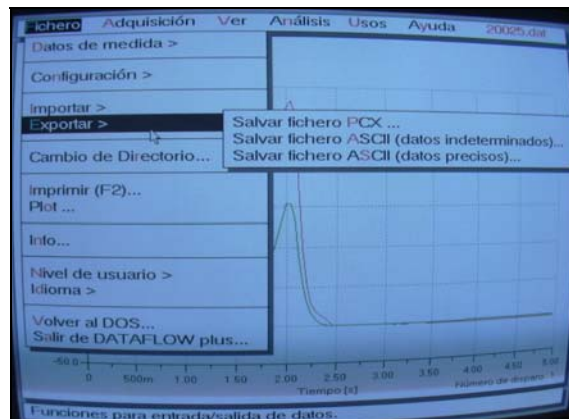 Fichero Adquisición Ver Análisis Usos Ayuda 20025.dat
Datos de medida >
Configuración >
Importar >
Exportar >
Salvar fichero PCX ...
Salvar fichero ASCII (datos indeterminados)...
Salvar fichero ASCII (datos precisos)...
Cambio de Directorio...
Imprimir (F2)...
Plot ...
Info...
Nivel de usuario >
Idioma >
Volver al DOS...
Salir de DATAFLOW plus...
-50.0
0 500m 1.00 1.50 2.00 2.50 3.00 3.50 4.00 4.50 5.00
Tiempo [s]
Número de disparo: 1
Funciones para entrada/salida de datos.